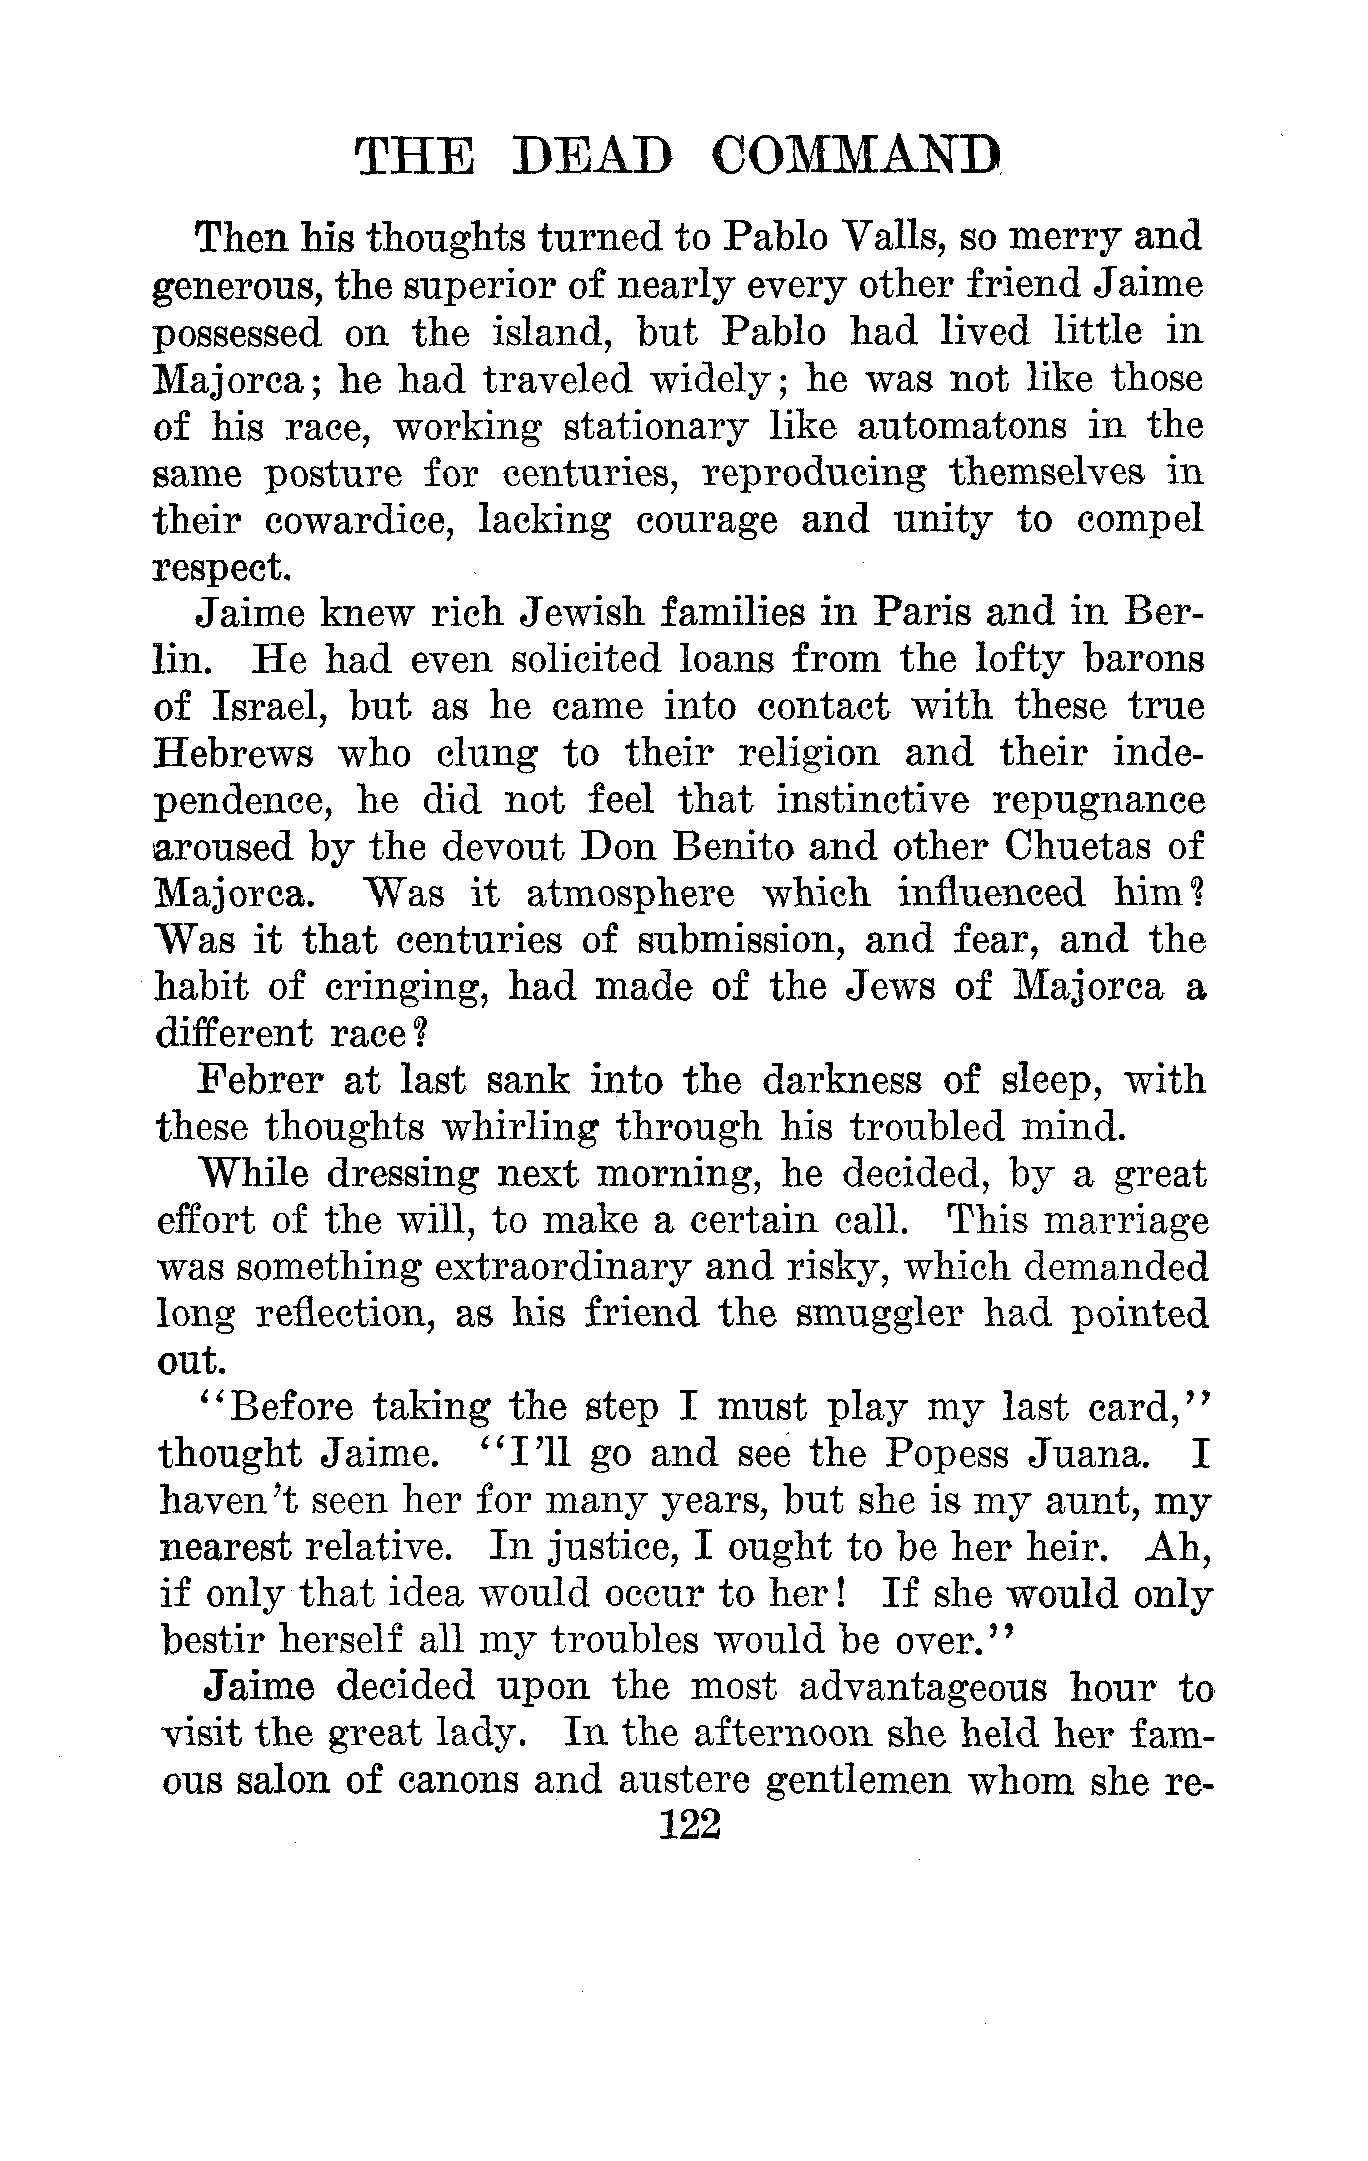 THE DEAD COMMAND
Then his thoughts turned to Pablo Valls, so merry and
generous, the superior of nearly every other friend Jaime
possessed on the island, but Pablo had lived little in
Majorca; he had traveled widely; he was not like those
of his race, working stationary like automatons in the
same posture for centuries, reproducing themselves in
their cowardice, lacking courage and unity to compel
respect.
Jaime knew rich Jewish families in Paris and in Ber-
lin. He had even solicited loans from the lofty barons
of Israel, but as he came into contact with these true
Hebrews who clung to their religion and their inde-
pendence, he did not feel that instinctive repugnance
aroused by the devout Don Benito and other Chuetas of
Majorca. Was it atmosphere which influenced him?
Was it that centuries of submission, and fear, and the
habit of cringing, had made of the Jews of Majorca a
different race?
Febrer at last sank into the darkness of sleep, with
these thoughts whirling through his troubled mind.
While dressing next morning, he decided, by a great
effort of the will, to make a certain call. This marriage
was something extraordinary and risky, which demanded
long reflection, as his friend the smuggler had pointed
out.
"Before taking the step I must play my last card,"
thought Jaime. "I'll go and see the Popess Juana. I
haven't seen her for many years, but she is my aunt, my
nearest relative. In justice, I ought to be her heir. Ah,
if only that idea would occur to her! If she would only
bestir herself all my troubles would be over."
Jaime decided upon the most advantageous hour to
visit the great lady. In the afternoon she held her fam-
ous salon of canons and austere gentlemen whom she re-
122